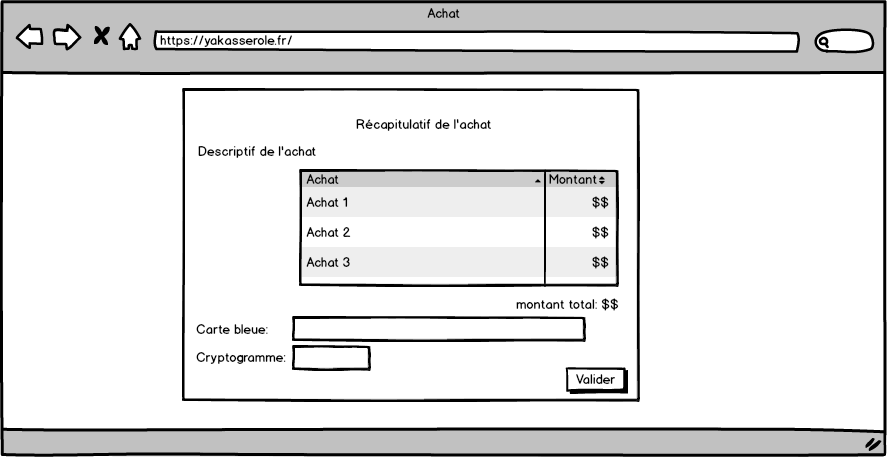 Achat
https://yakasserole.fr/
Récapitulatif de l'achat
Descriptif de l'achat
Achat Montant
Achat 1 $$
Achat 2 $$
Achat 3 $$
montant total: $$
Carte bleue:
Cryptogramme:
Valider